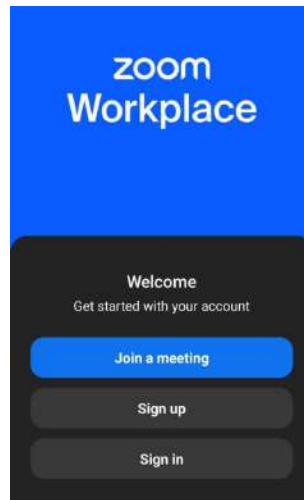 zoom
Workplace
Welcome
Get started with your account
Join a meeting
Sign up
Sign in